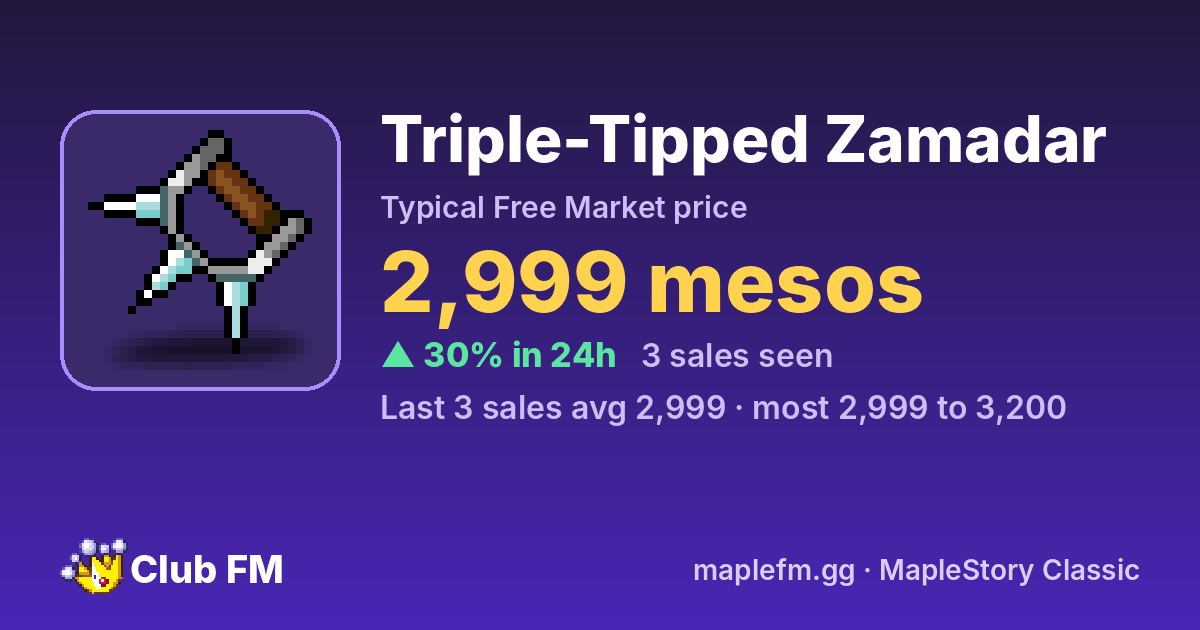 Triple-Tipped Zamadar
Typical Free Market price
2,999 mesos
▲ 30% in 24h 3 sales seen
Last 3 sales avg 2,999 · most 2,999 to 3,200
Club FM
maplefm.gg · MapleStory Classic